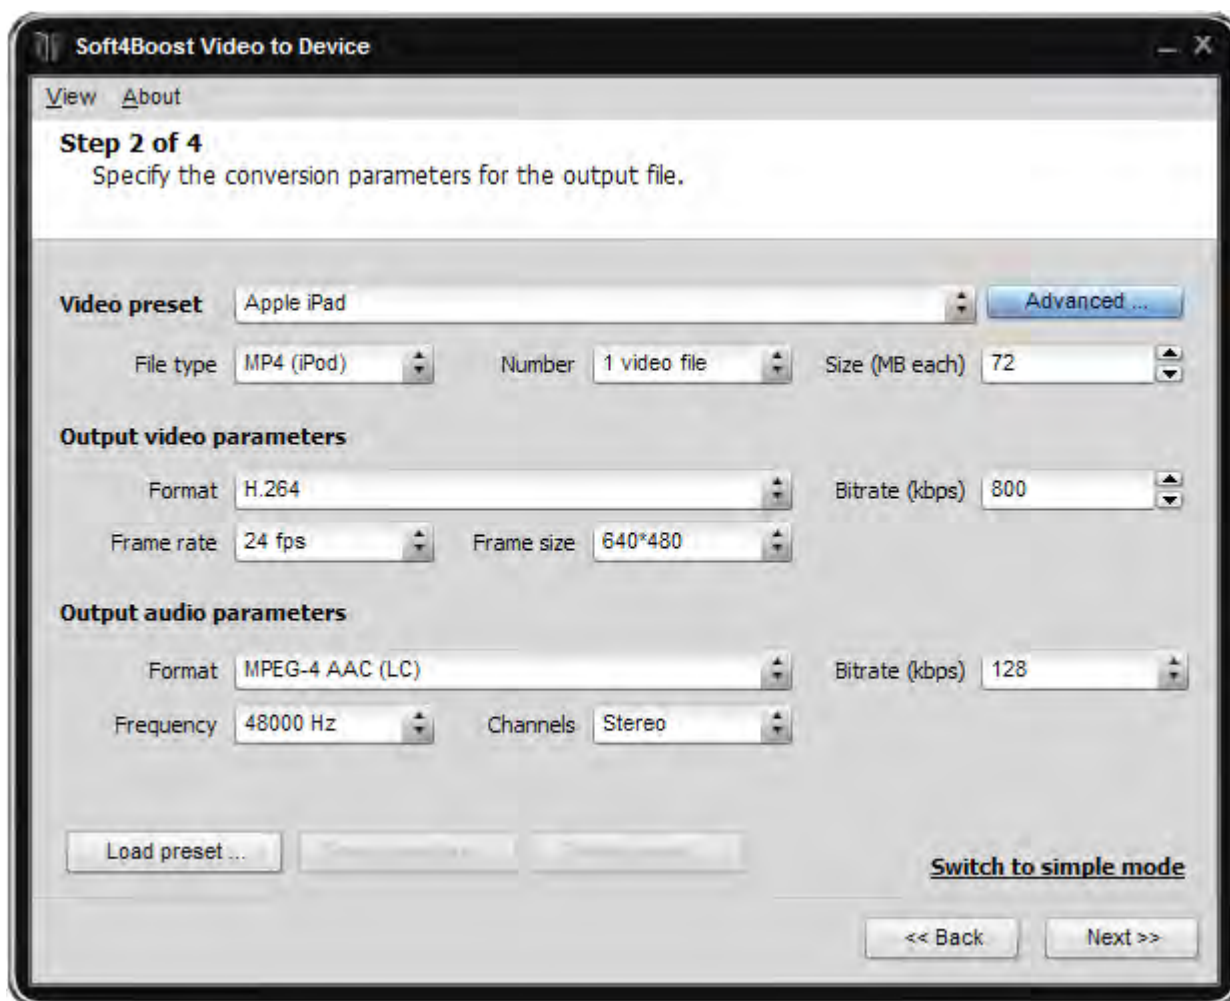 Soft4Boost Video to Device
View About
Step 2 of 4
Specify the conversion parameters for the output file.
Video preset Apple iPad Advanced ...
File type MP4 (iPod) Number 1 video file Size (MB each) 72
Output video parameters
Format H.264 Bitrate (kbps) 800
Frame rate 24 fps Frame size 640*480
Output audio parameters
Format MPEG-4 AAC (LC) Bitrate (kbps) 128
Frequency 48000 Hz Channels Stereo
Load preset ...
Switch to simple mode
<< Back Next >>